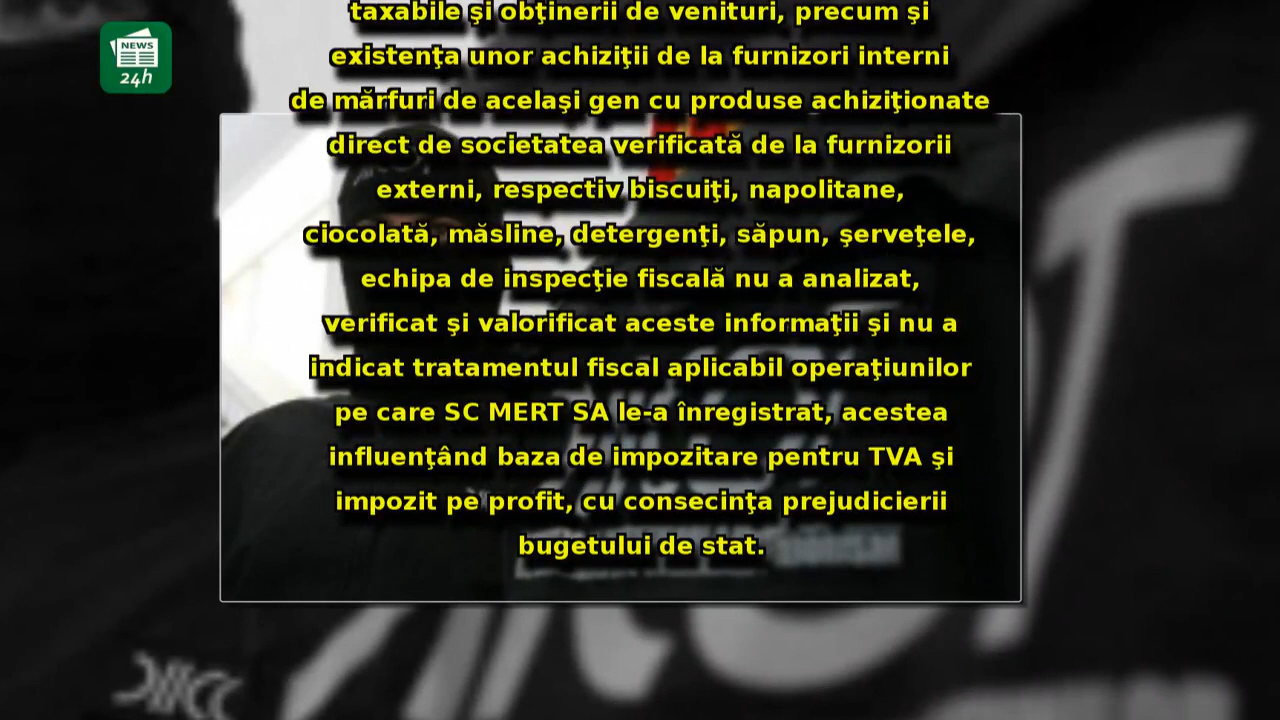 NEWS
24h
taxabile şi obţinerii de venituri, precum şi
existenţa unor achiziţii de la furnizori interni
de mărfuri de acelaşi gen cu produse achiziţionate
direct de societatea verificată de la furnizorii
externi, respectiv biscuiţi, napolitane,
ciocolată, măsline, detergenţi, săpun, şerveţele,
echipa de inspecţie fiscală nu a analizat,
verificat şi valorificat aceste informaţii şi nu a
indicat tratamentul fiscal aplicabil operaţiunilor
pe care SC MERT SA le-a înregistrat, acestea
influenţând baza de impozitare pentru TVA şi
impozit pe profit, cu consecinţa prejudicierii
bugetului de stat.